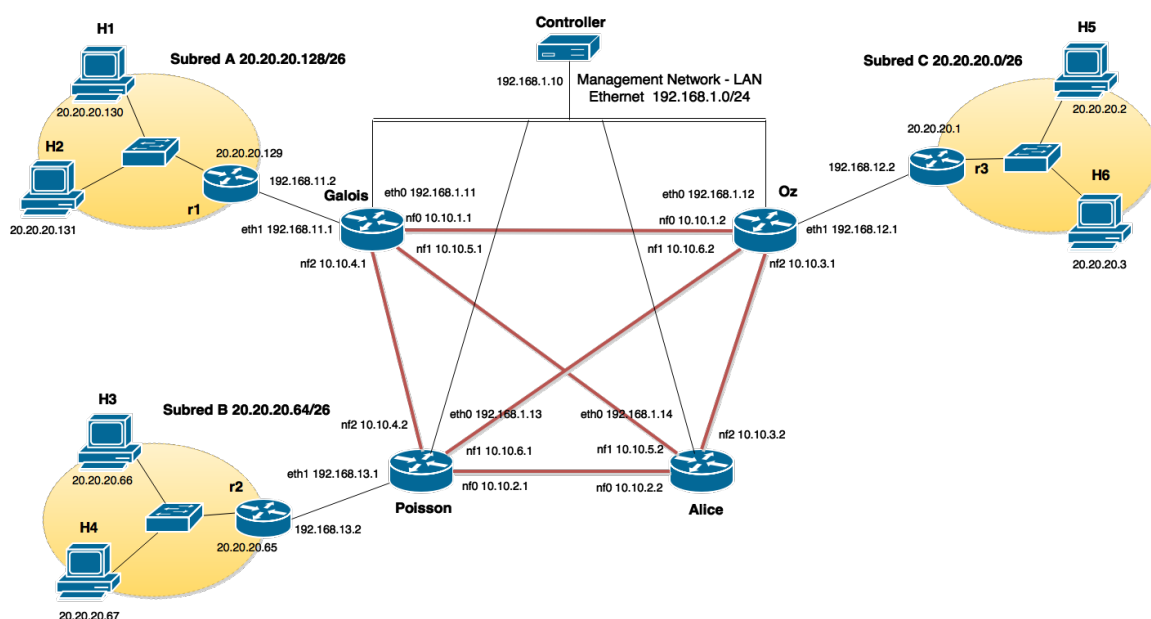 Controller
H1
H5
Subred A 20.20.20.128/26
Subred C 20.20.20.0/26
192.168.1.10
Management Network - LAN
Ethernet 192.168.1.0/24
20.20.20.130
20.20.20.2
20.20.20.1
H2
20.20.20.129
192.168.12.2
r3
H6
192.168.11.2
r1
Galois
eth0 192.168.1.11
eth0 192.168.1.12
Oz
20.20.20.131
eth1 192.168.11.1
nf0 10.10.1.1
nf0 10.10.1.2
eth1 192.168.12.1
nf1 10.10.5.1
nf1 10.10.6.2
nf2 10.10.4.1
nf2 10.10.3.1
20.20.20.3
H3
Subred B 20.20.20.64/26
eth0 192.168.1.13
eth0 192.168.1.14
nf2 10.10.4.2
nf2 10.10.3.2
nf1 10.10.6.1
nf1 10.10.5.2
20.20.20.66
eth1 192.168.13.1
r2
nf0 10.10.2.1
nf0 10.10.2.2
Poisson
Alice
H4
192.168.13.2
20.20.20.65
20.20.20.67